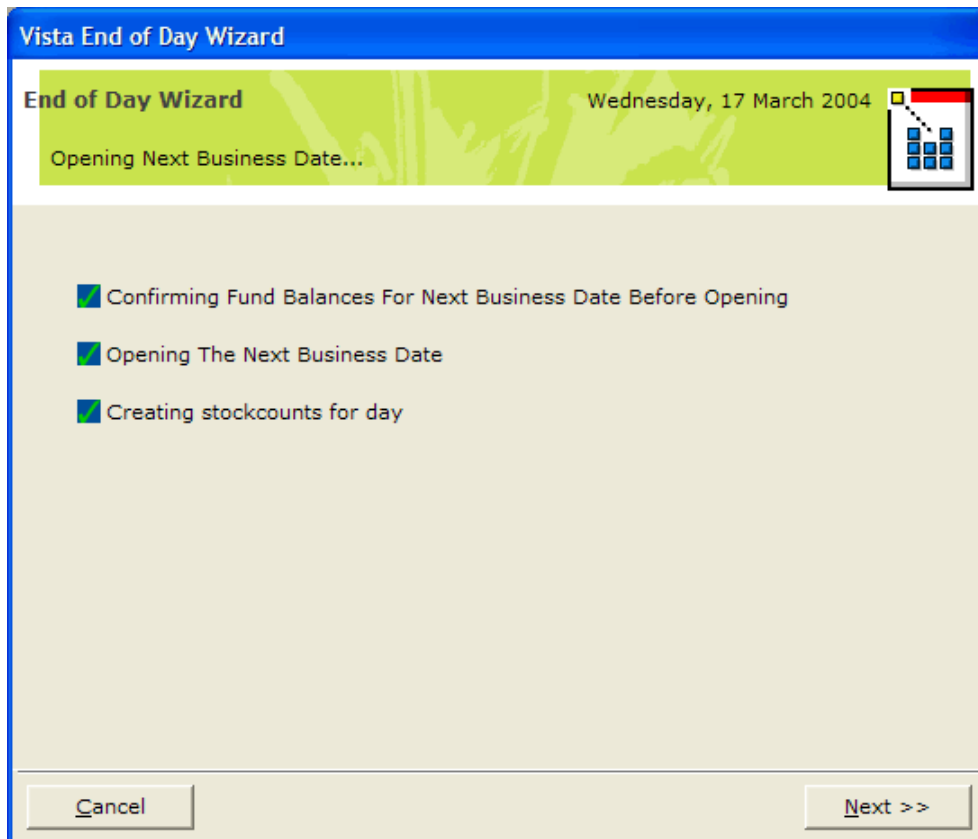 Vista End of Day Wizard
End of Day Wizard
Wednesday, 17 March 2004
Opening Next Business Date...
Confirming Fund Balances For Next Business Date Before Opening
Opening The Next Business Date
Creating stockcounts for day
Cancel
Next >>